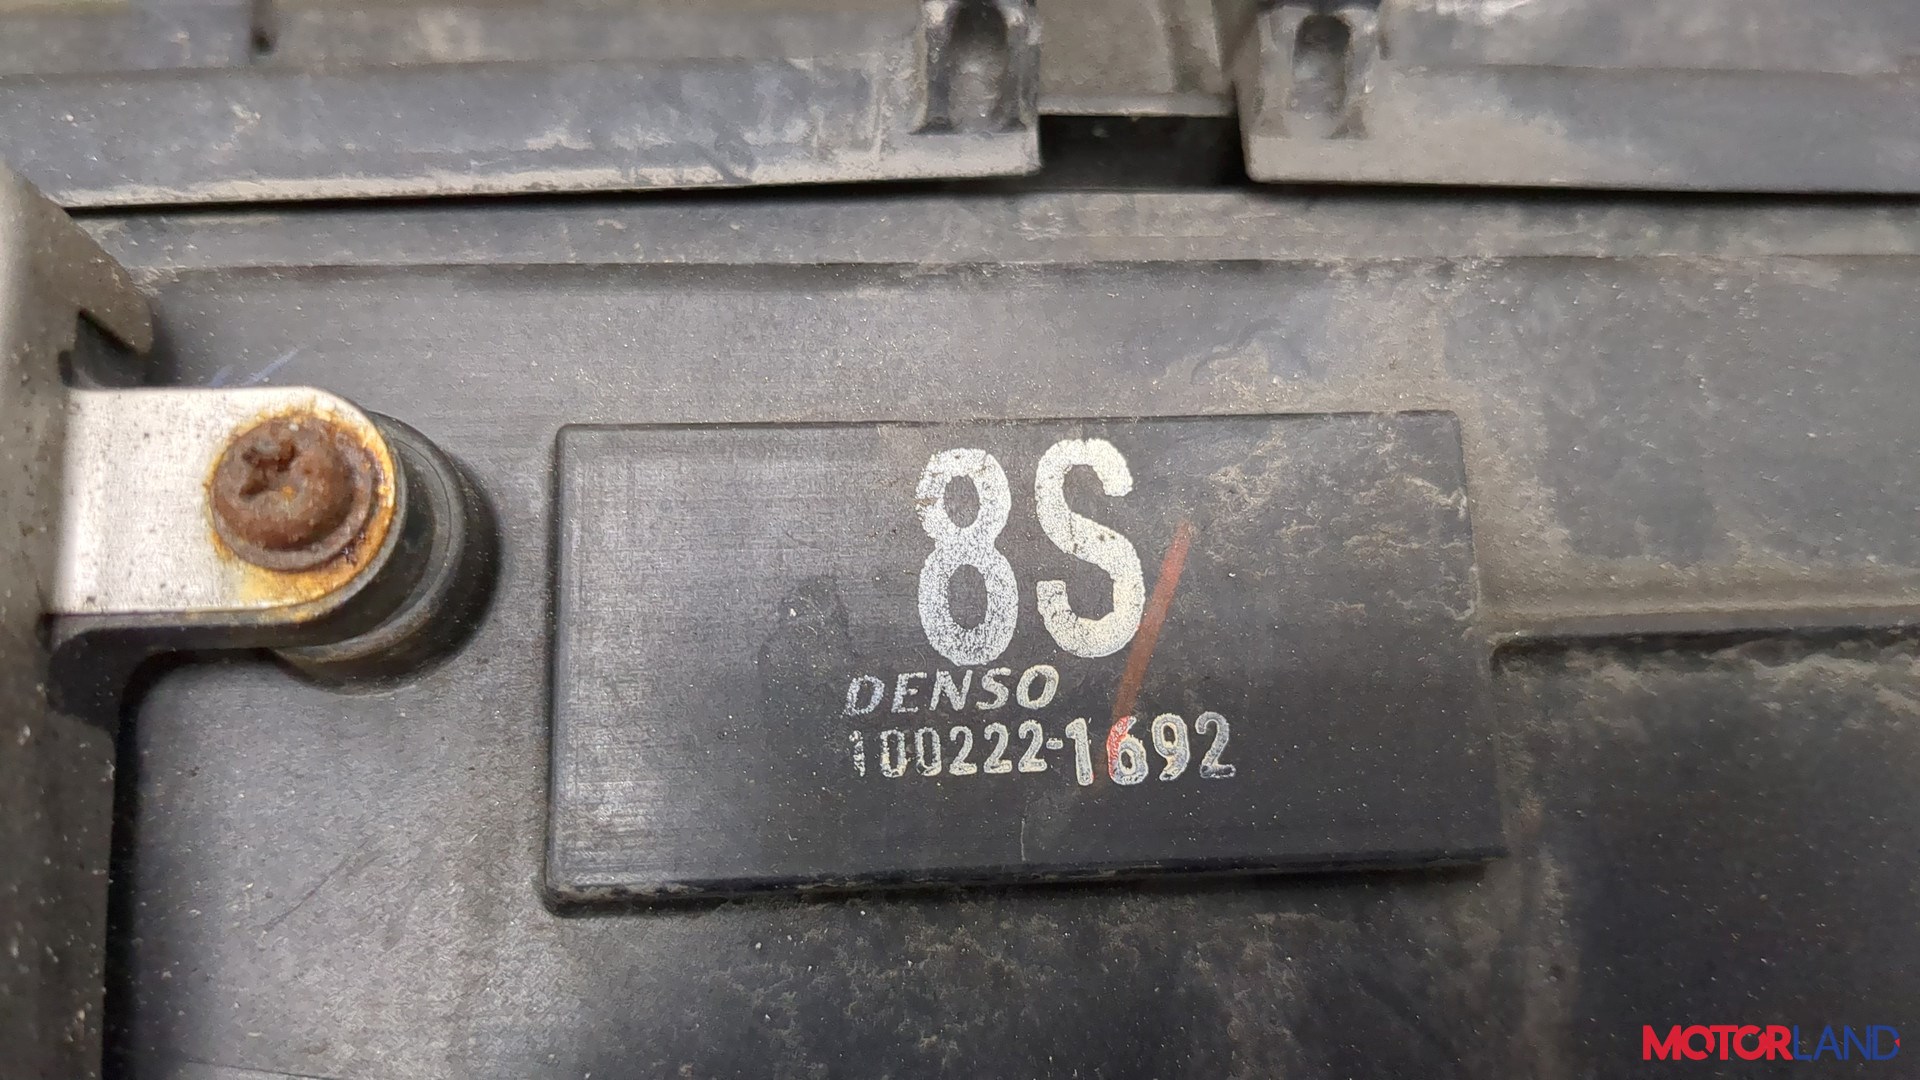 8S
DENSO
100222-1692
MOTORLAND